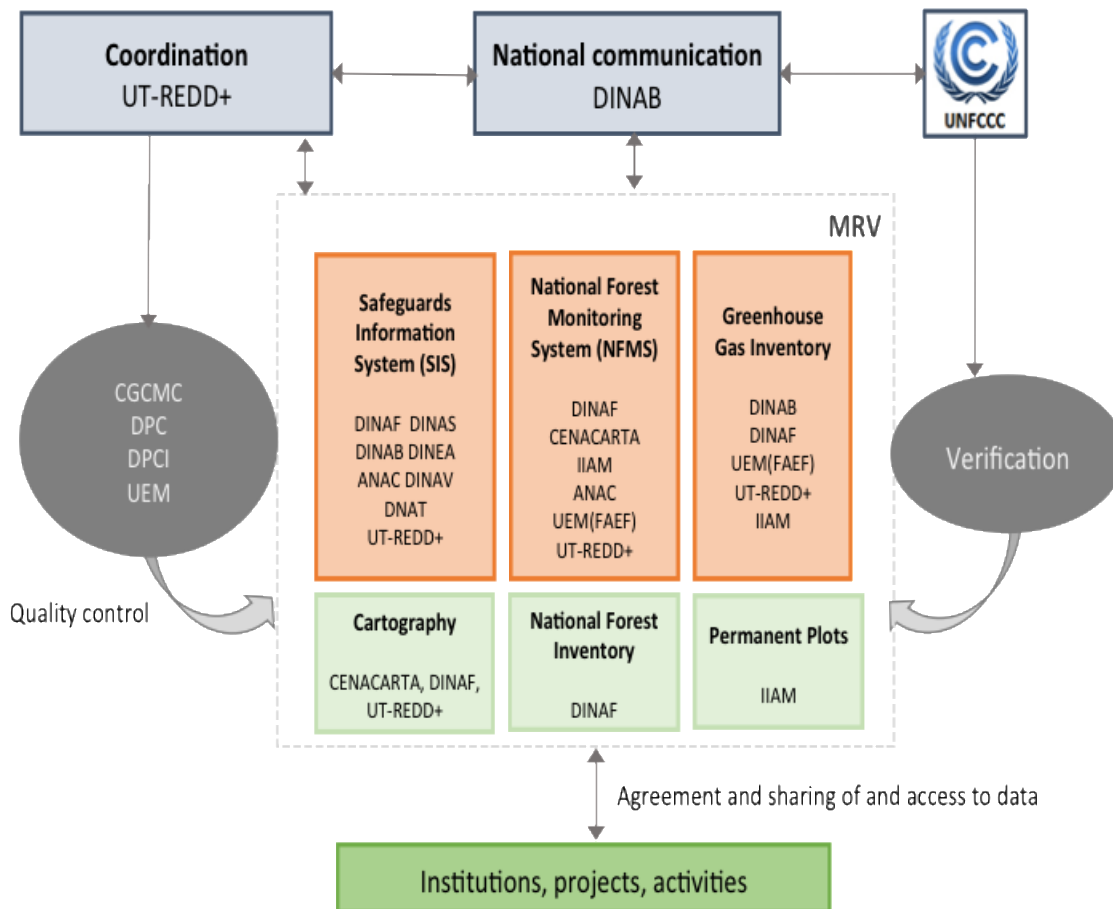 Coordination
UT-REDD+
National communication
DINAB
UNFCCC
MRV
Safeguards
Information
System (SIS)
DINAF DINAS
DINAB DINEA
ANAC DINAV
DNAT
UT-REDD+
National Forest
Monitoring
System (NFMS)
DINAF
CENACARTA
IIAM
ANAC
UEM(FAEF)
UT-REDD+
Greenhouse
Gas Inventory
DINAB
DINAF
UEM(FAEF)
UT-REDD+
IIAM
CGCMC
DPC
DPCI
UEM
Verification
Quality control
Cartography
CENACARTA, DINAF,
UT-REDD+
National Forest
Inventory
DINAF
Permanent Plots
IIAM
Agreement and sharing of and access to data
Institutions, projects, activities